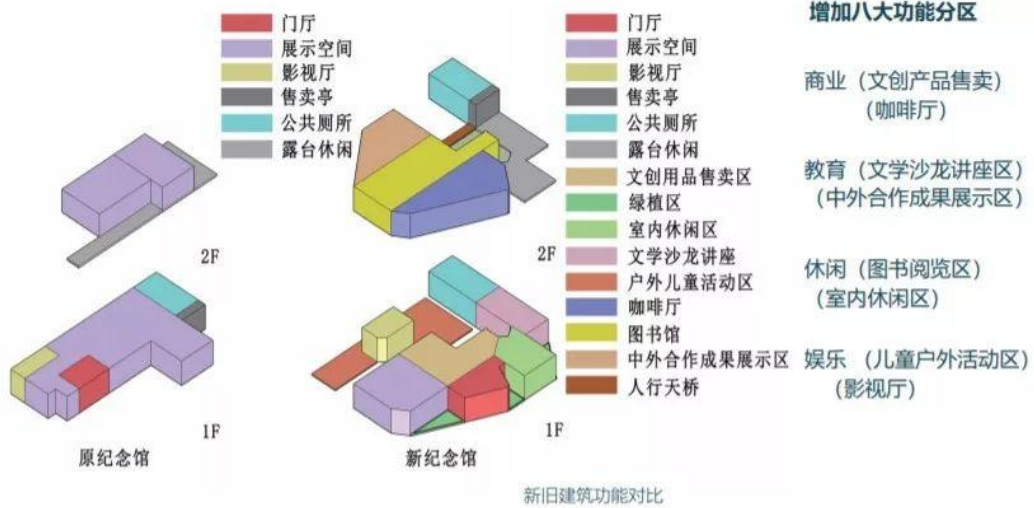 门厅
展示空间
影视厅
售卖亭
公共厕所
露台休闲
2F
1F
原纪念馆
门厅
展示空间
影视厅
售卖亭
公共厕所
露台休闲
文创用品售卖区
绿植区
室内休闲区
文学沙龙讲座
户外儿童活动区
咖啡厅
图书馆
中外合作成果展示区
人行天桥
2F
1F
新纪念馆
增加八大功能分区
商业（文创产品售卖）
（咖啡厅）
教育（文学沙龙讲座区）
（中外合作成果展示区）
休闲（图书阅览区）
（室内休闲区）
娱乐 （儿童户外活动区）
（影视厅）
新旧建筑功能对比